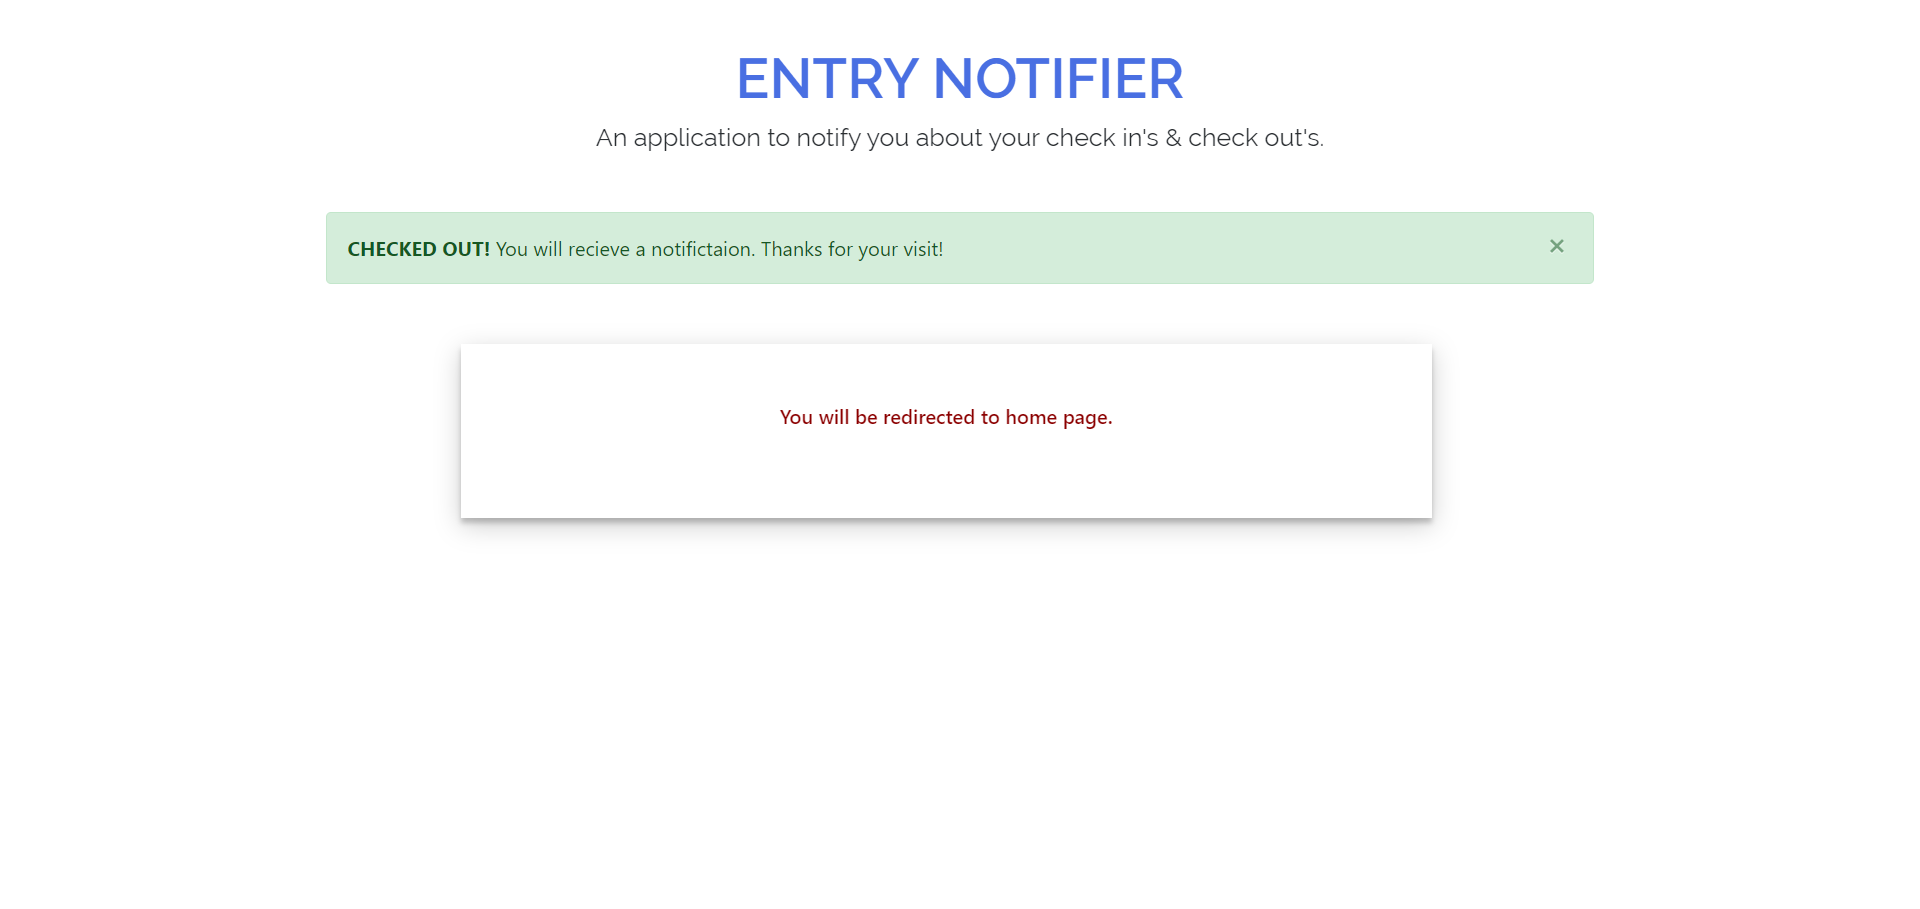 ENTRY NOTIFIER
An application to notify you about your check in's & check out's.
CHECKED OUT! You will recieve a notifictaion. Thanks for your visit!
×
You will be redirected to home page.